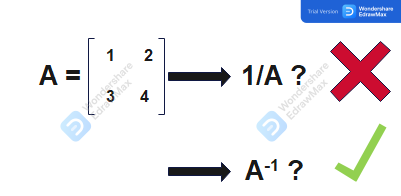 Trial Version Wondershare EdrawMax
A = [ 1 2
3 4 ]
1/A ?
A⁻¹ ?
Wondershare EdrawMax
Wondershare EdrawMax